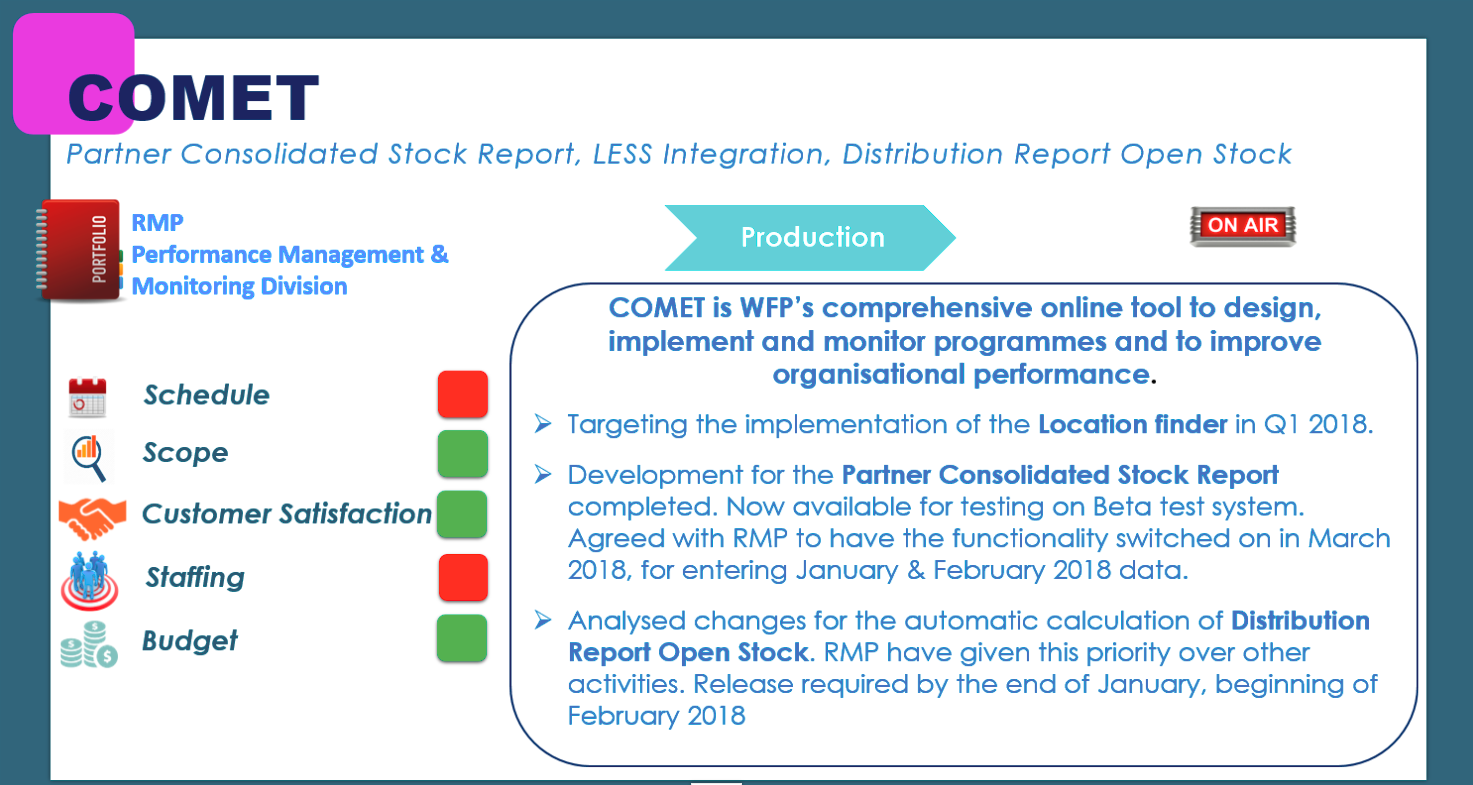 COMET
Partner Consolidated Stock Report, LESS Integration, Distribution Report Open Stock
PORTFOLIO
RMP
Performance Management &
Monitoring Division
Production
ON AIR
Schedule
Scope
Customer Satisfaction
Staffing
Budget
COMET is WFP’s comprehensive online tool to design,
implement and monitor programmes and to improve
organisational performance.
➢ Targeting the implementation of the Location finder in Q1 2018.
➢ Development for the Partner Consolidated Stock Report
completed. Now available for testing on Beta test system.
Agreed with RMP to have the functionality switched on in March
2018, for entering January & February 2018 data.
➢ Analysed changes for the automatic calculation of Distribution
Report Open Stock. RMP have given this priority over other
activities. Release required by the end of January, beginning of
February 2018